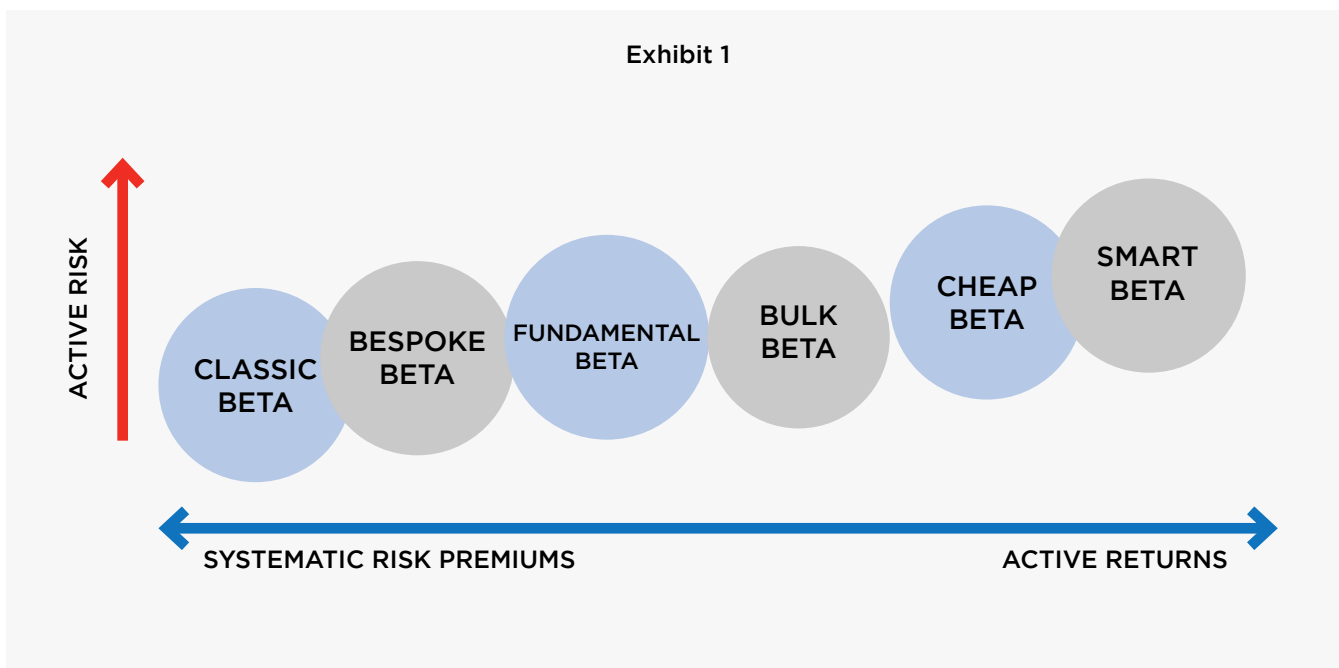 Exhibit 1
ACTIVE RISK
CLASSIC
BETA
BESPOKE
BETA
FUNDAMENTAL
BETA
BULK
BETA
CHEAP
BETA
SMART
BETA
SYSTEMATIC RISK PREMIUMS
ACTIVE RETURNS